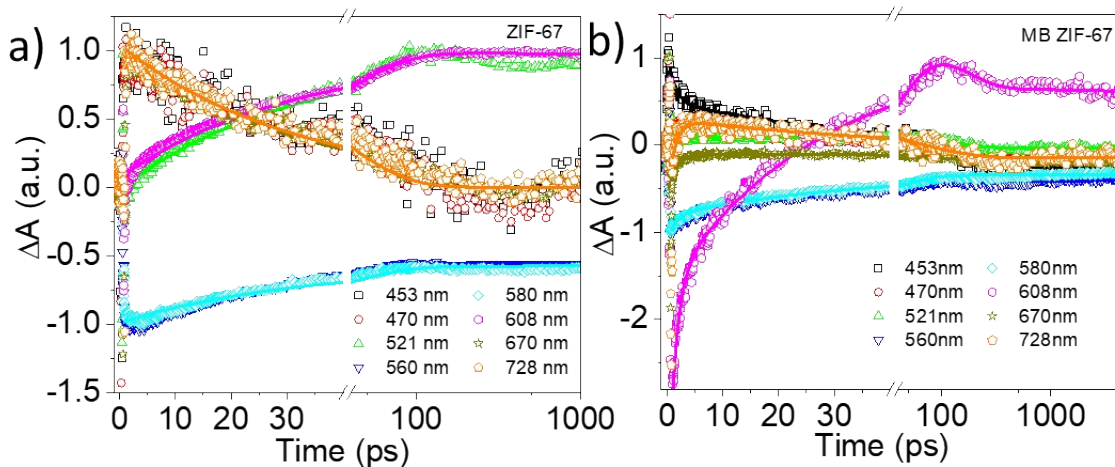 a)
ZIF-67
ΔA (a.u.)
1.0
0.5
0.0
-0.5
-1.0
-1.5
453 nm
470 nm
521 nm
560 nm
580 nm
608 nm
670 nm
728 nm
0 10 20 30 100 1000
Time (ps)
b)
MB ZIF-67
ΔA (a.u.)
1
0
-1
-2
453nm
470nm
521nm
560nm
580nm
608nm
670nm
728nm
0 10 20 30 100 1000
Time (ps)